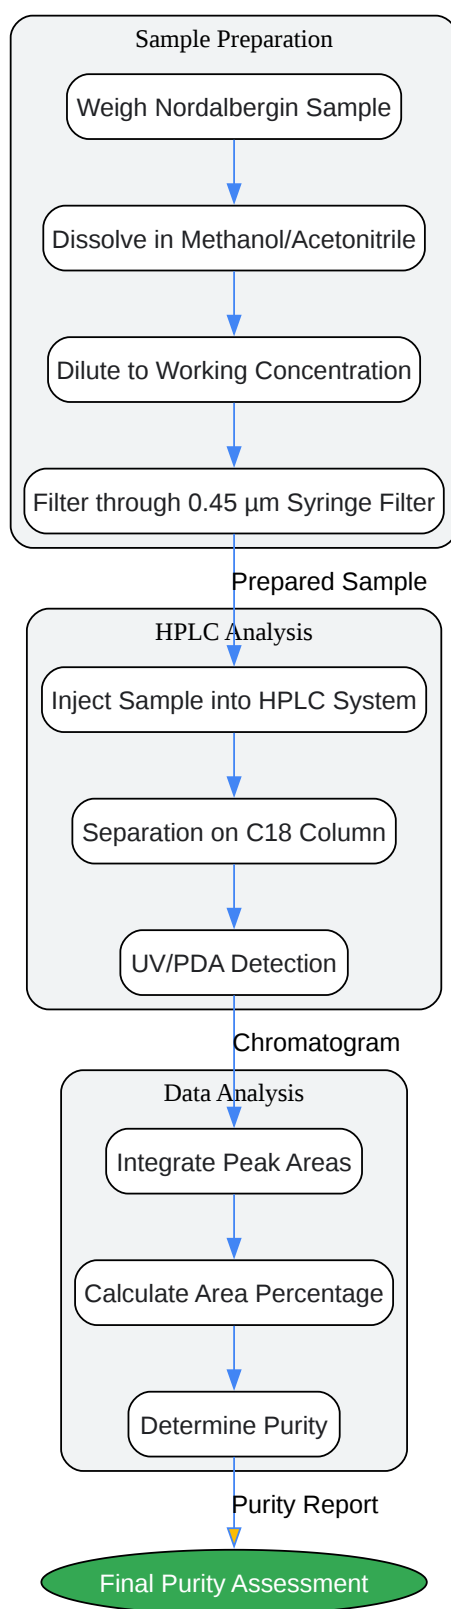 Sample Preparation
Weigh Nordalbergin Sample
Dissolve in Methanol/Acetonitrile
Dilute to Working Concentration
Filter through 0.45 µm Syringe Filter
Prepared Sample
HPLC Analysis
Inject Sample into HPLC System
Separation on C18 Column
UV/PDA Detection
Chromatogram
Data Analysis
Integrate Peak Areas
Calculate Area Percentage
Determine Purity
Purity Report
Final Purity Assessment